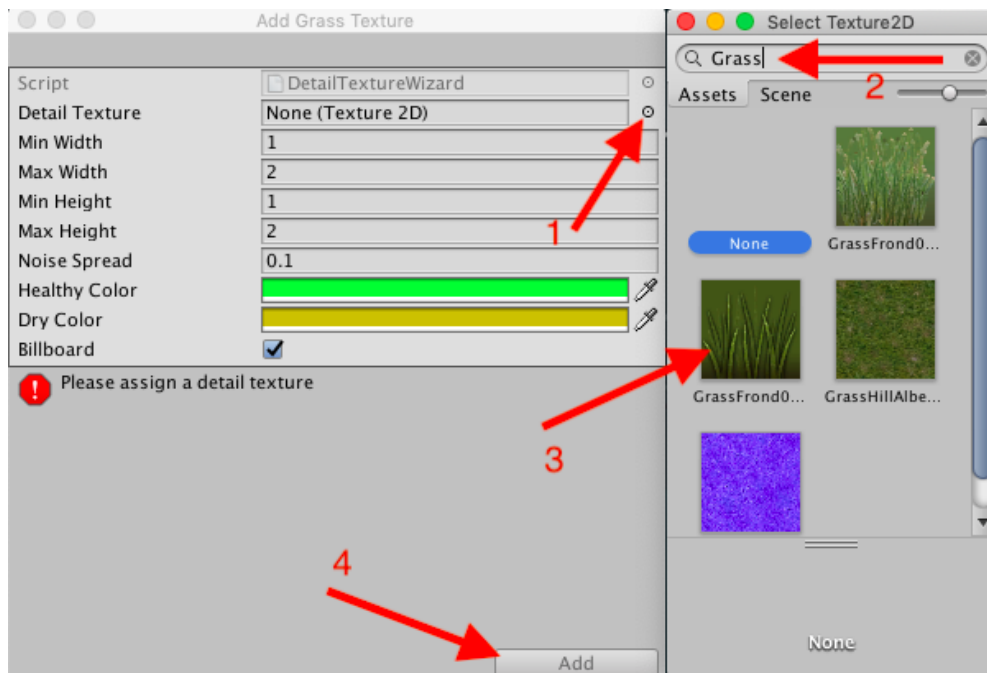 Add Grass Texture
Script DetailTextureWizard
Detail Texture None (Texture 2D)
Min Width 1
Max Width 2
Min Height 1
Max Height 2
Noise Spread 0.1
Healthy Color
Dry Color
Billboard
! Please assign a detail texture
1
3
4
Add
Select Texture2D
Grass
Assets Scene 2
None GrassFrond0...
GrassFrond0... GrassHillAlbe...
None